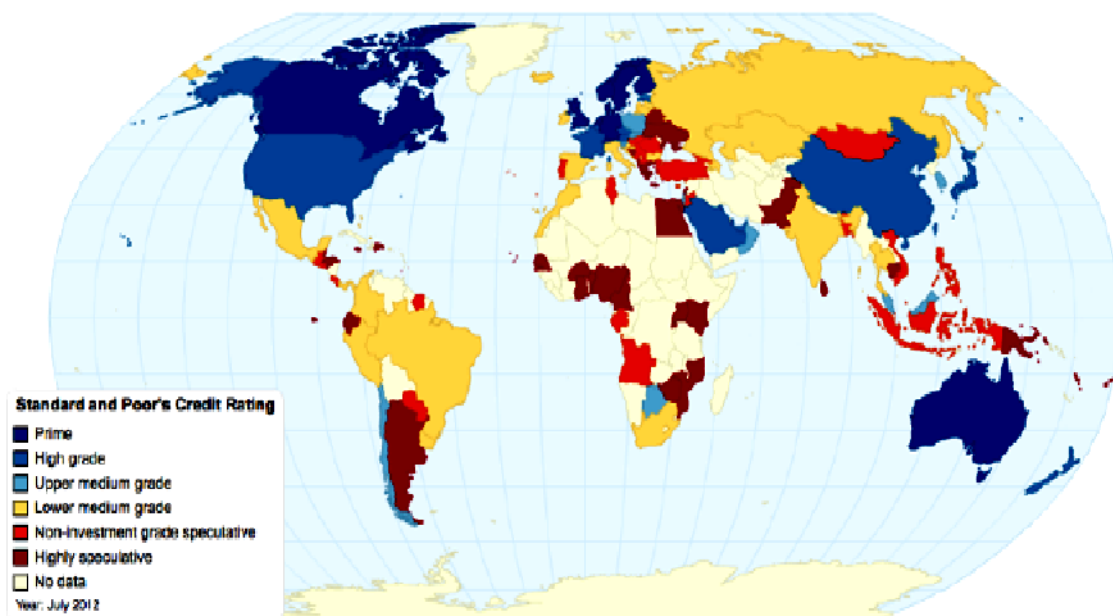 Standard and Poor's Credit Rating
Prime
High grade
Upper medium grade
Lower medium grade
Non-investment grade speculative
Highly speculative
No data
Year: July 2012